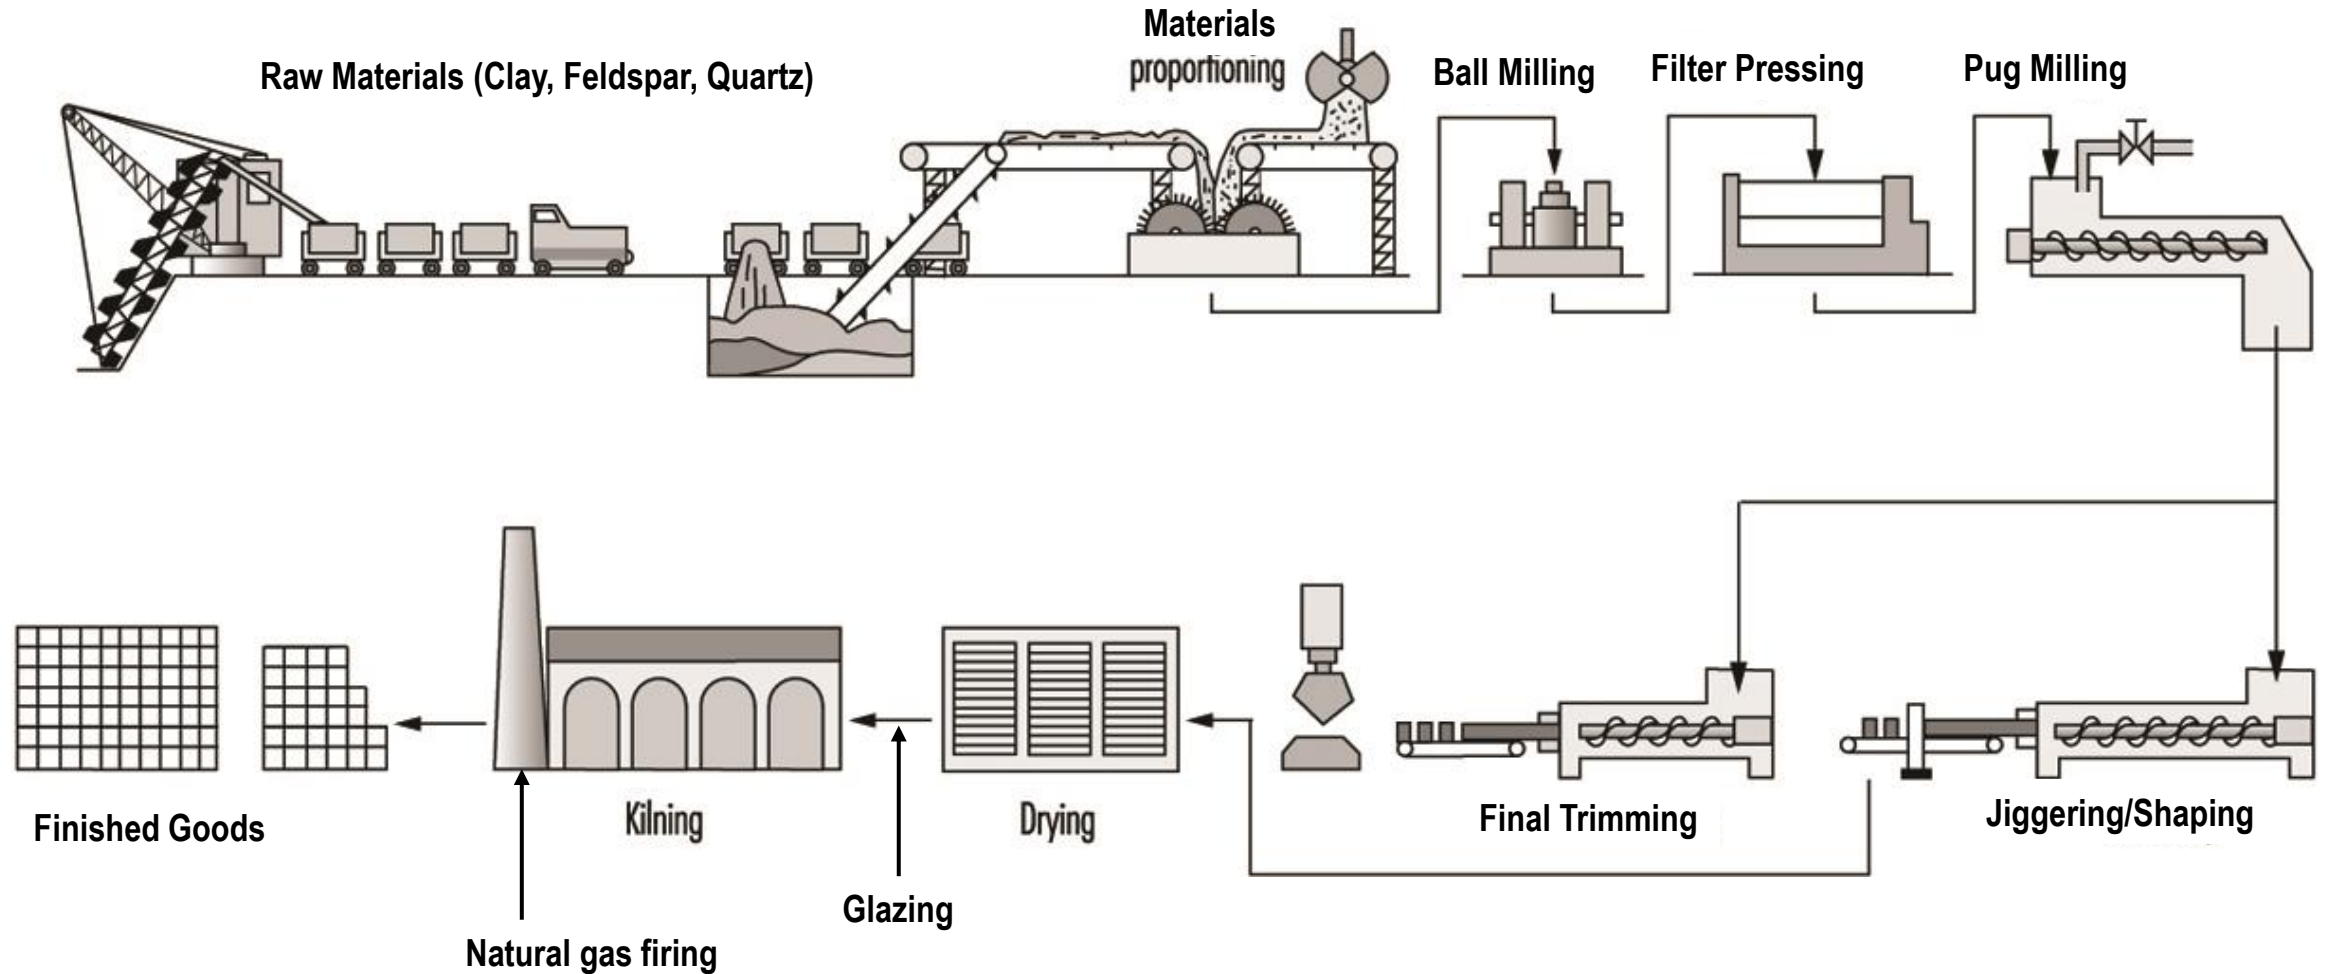 Raw Materials (Clay, Feldspar, Quartz)
Materials
proportioning
Ball Milling
Filter Pressing
Pug Milling
Finished Goods
Kilning
Drying
Final Trimming
Jiggering/Shaping
Glazing
Natural gas firing